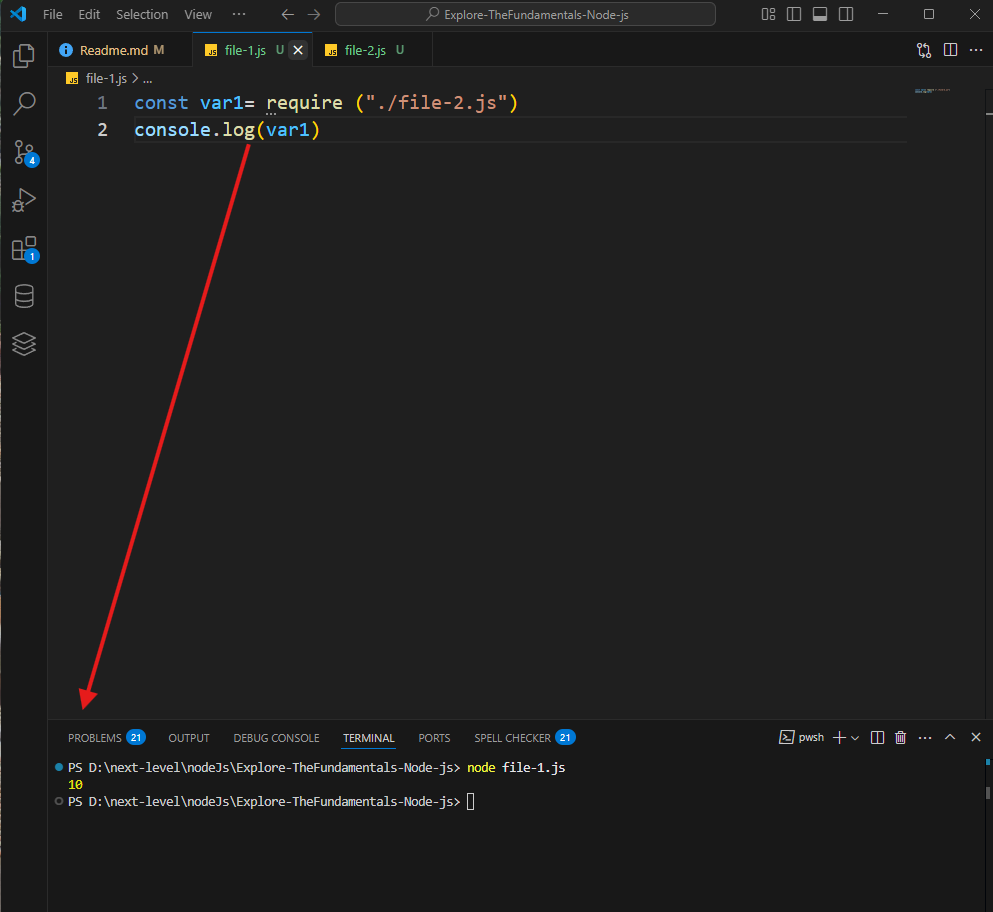 File Edit Selection View ··· Explore-TheFundamentals-Node-js
Readme.md M file-1.js U file-2.js U
file-1.js > ...
1 const var1= require ("./file-2.js")
2 console.log(var1)
4
1
PROBLEMS 21 OUTPUT DEBUG CONSOLE TERMINAL PORTS SPELL CHECKER 21 pwsh
PS D:\next-level\nodeJs\Explore-TheFundamentals-Node-js> node file-1.js
10
PS D:\next-level\nodeJs\Explore-TheFundamentals-Node-js>